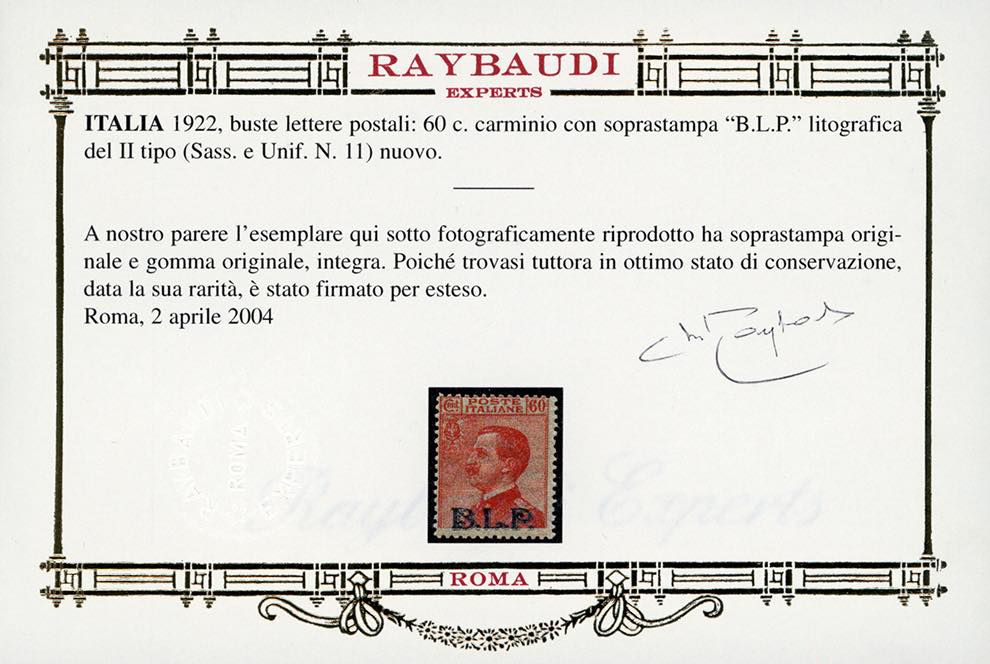 RAYBAUDI
EXPERTS
ITALIA 1922, buste lettere postali: 60 c. carminio con soprastampa “B.L.P.” litografica
del II tipo (Sass. e Unif. N. 11) nuovo.
A nostro parere l’esemplare qui sotto fotograficamente riprodotto ha soprastampa origi-
nale e gomma originale, integra. Poiché trovasi tuttora in ottimo stato di conservazione,
data la sua rarità, è stato firmato per esteso.
Roma, 2 aprile 2004
POSTE
ITALIANE 60
B.L.P.
ROMA
Experts
ROMA